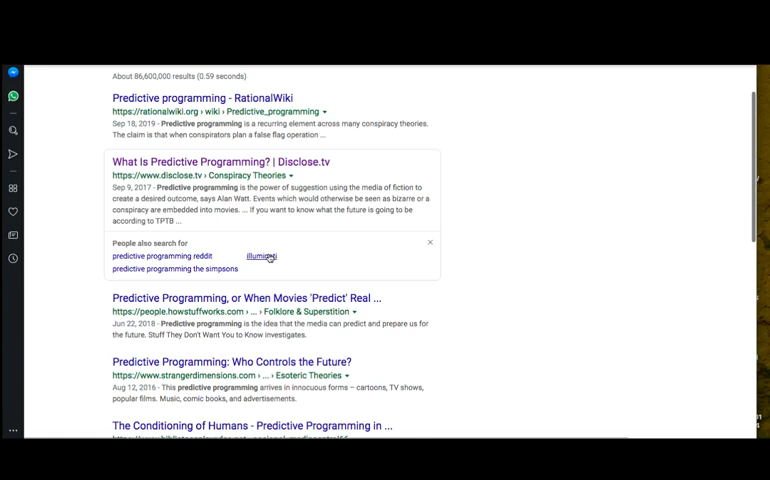 About 86,600,000 results (0.59 seconds)
Predictive programming - RationalWiki
https://rationalwiki.org › wiki › Predictive_programming
Sep 18, 2019 - Predictive programming is a recurring element across many conspiracy theories.
The claim is that when conspirators plan a false flag operation ...
What Is Predictive Programming? | Disclose.tv
https://www.disclose.tv › Conspiracy Theories
Sep 9, 2017 - Predictive programming is the power of suggestion using the media of fiction to
create a desired outcome, says Alan Watt. Events which would otherwise be seen as bizarre or a
conspiracy are embedded into movies. ... If you want to know what the future is going to be
according to TPTB ...
People also search for
predictive programming reddit illuminati
predictive programming the simpsons
Predictive Programming, or When Movies 'Predict' Real ...
https://people.howstuffworks.com › ... › Folklore & Superstition
Jun 22, 2018 - Predictive programming is the idea that the media can predict and prepare us for
the future. Stuff They Don't Want You to Know investigates.
Predictive Programming: Who Controls the Future?
https://www.strangerdimensions.com › ... › Esoteric Theories
Aug 12, 2016 - This predictive programming arrives in innocuous forms – cartoons, TV shows,
popular films. Music, comic books, and advertisements.
The Conditioning of Humans - Predictive Programming in ...